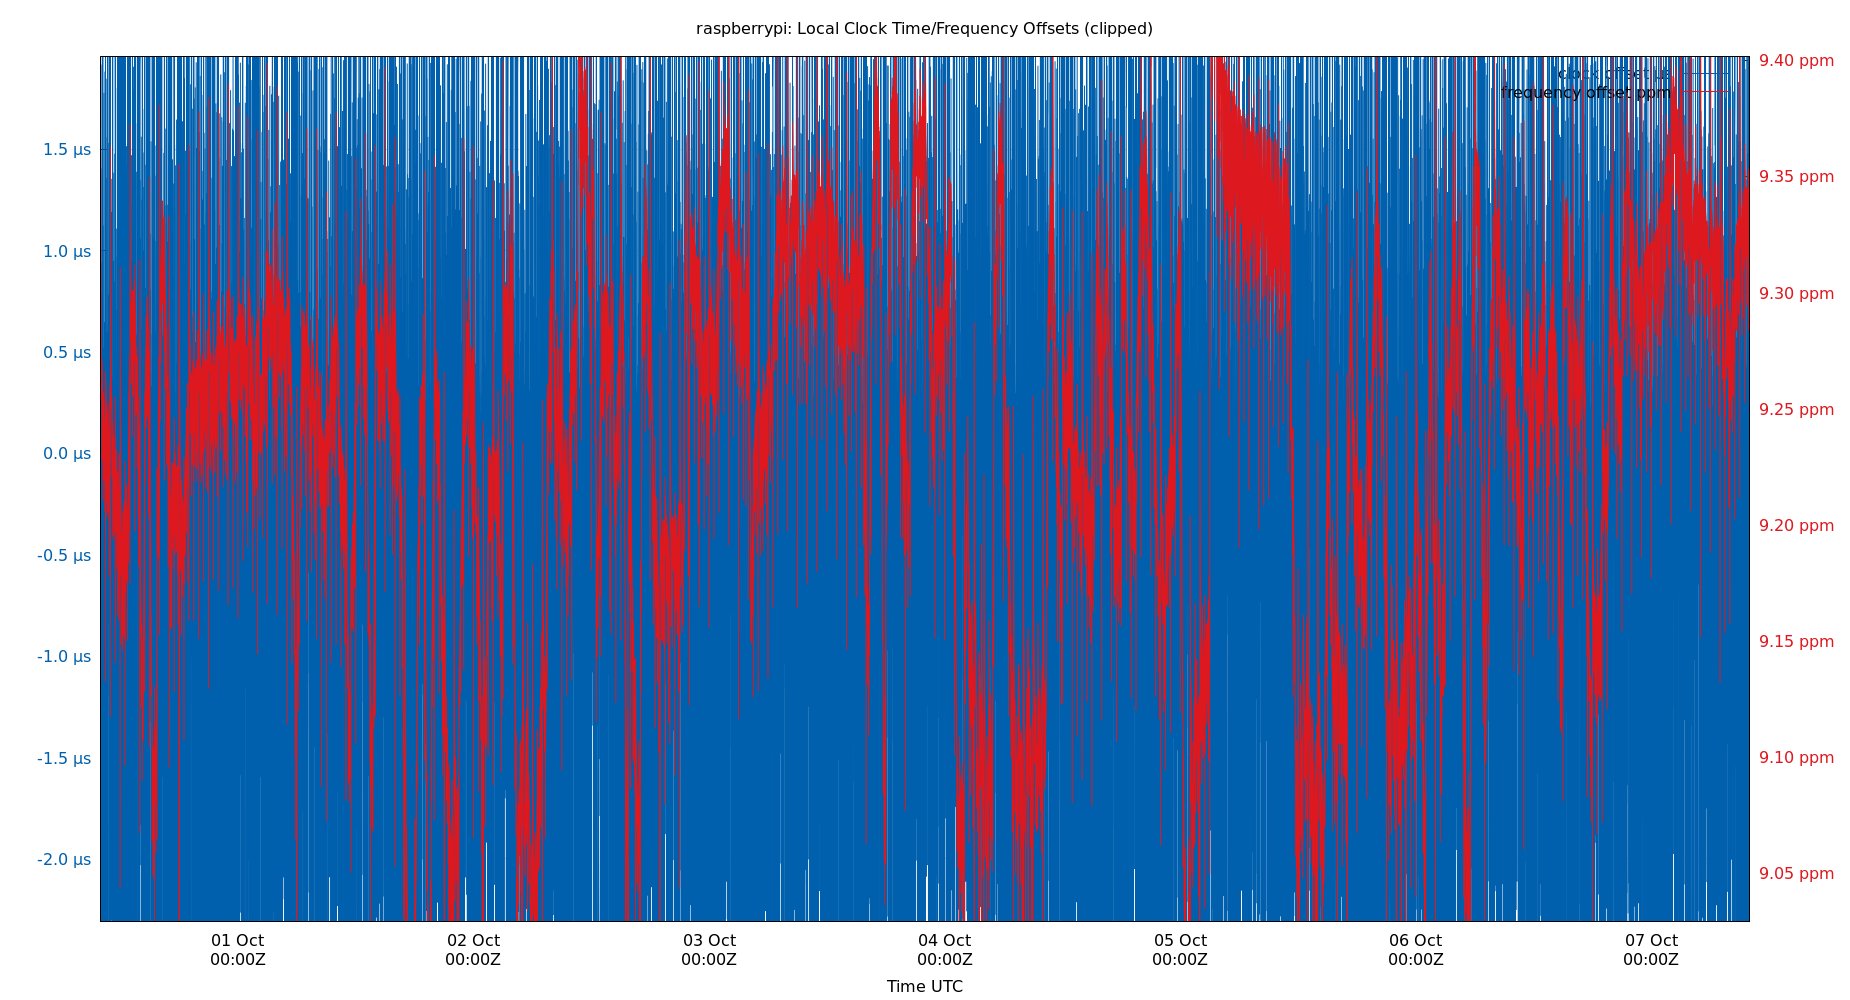 raspberrypi: Local Clock Time/Frequency Offsets (clipped)
clock offset µs
frequency offset ppm
1.5 µs
1.0 µs
0.5 µs
0.0 µs
-0.5 µs
-1.0 µs
-1.5 µs
-2.0 µs
9.40 ppm
9.35 ppm
9.30 ppm
9.25 ppm
9.20 ppm
9.15 ppm
9.10 ppm
9.05 ppm
01 Oct 02 Oct 03 Oct 04 Oct 05 Oct 06 Oct 07 Oct
00:00Z 00:00Z 00:00Z 00:00Z 00:00Z 00:00Z 00:00Z
Time UTC